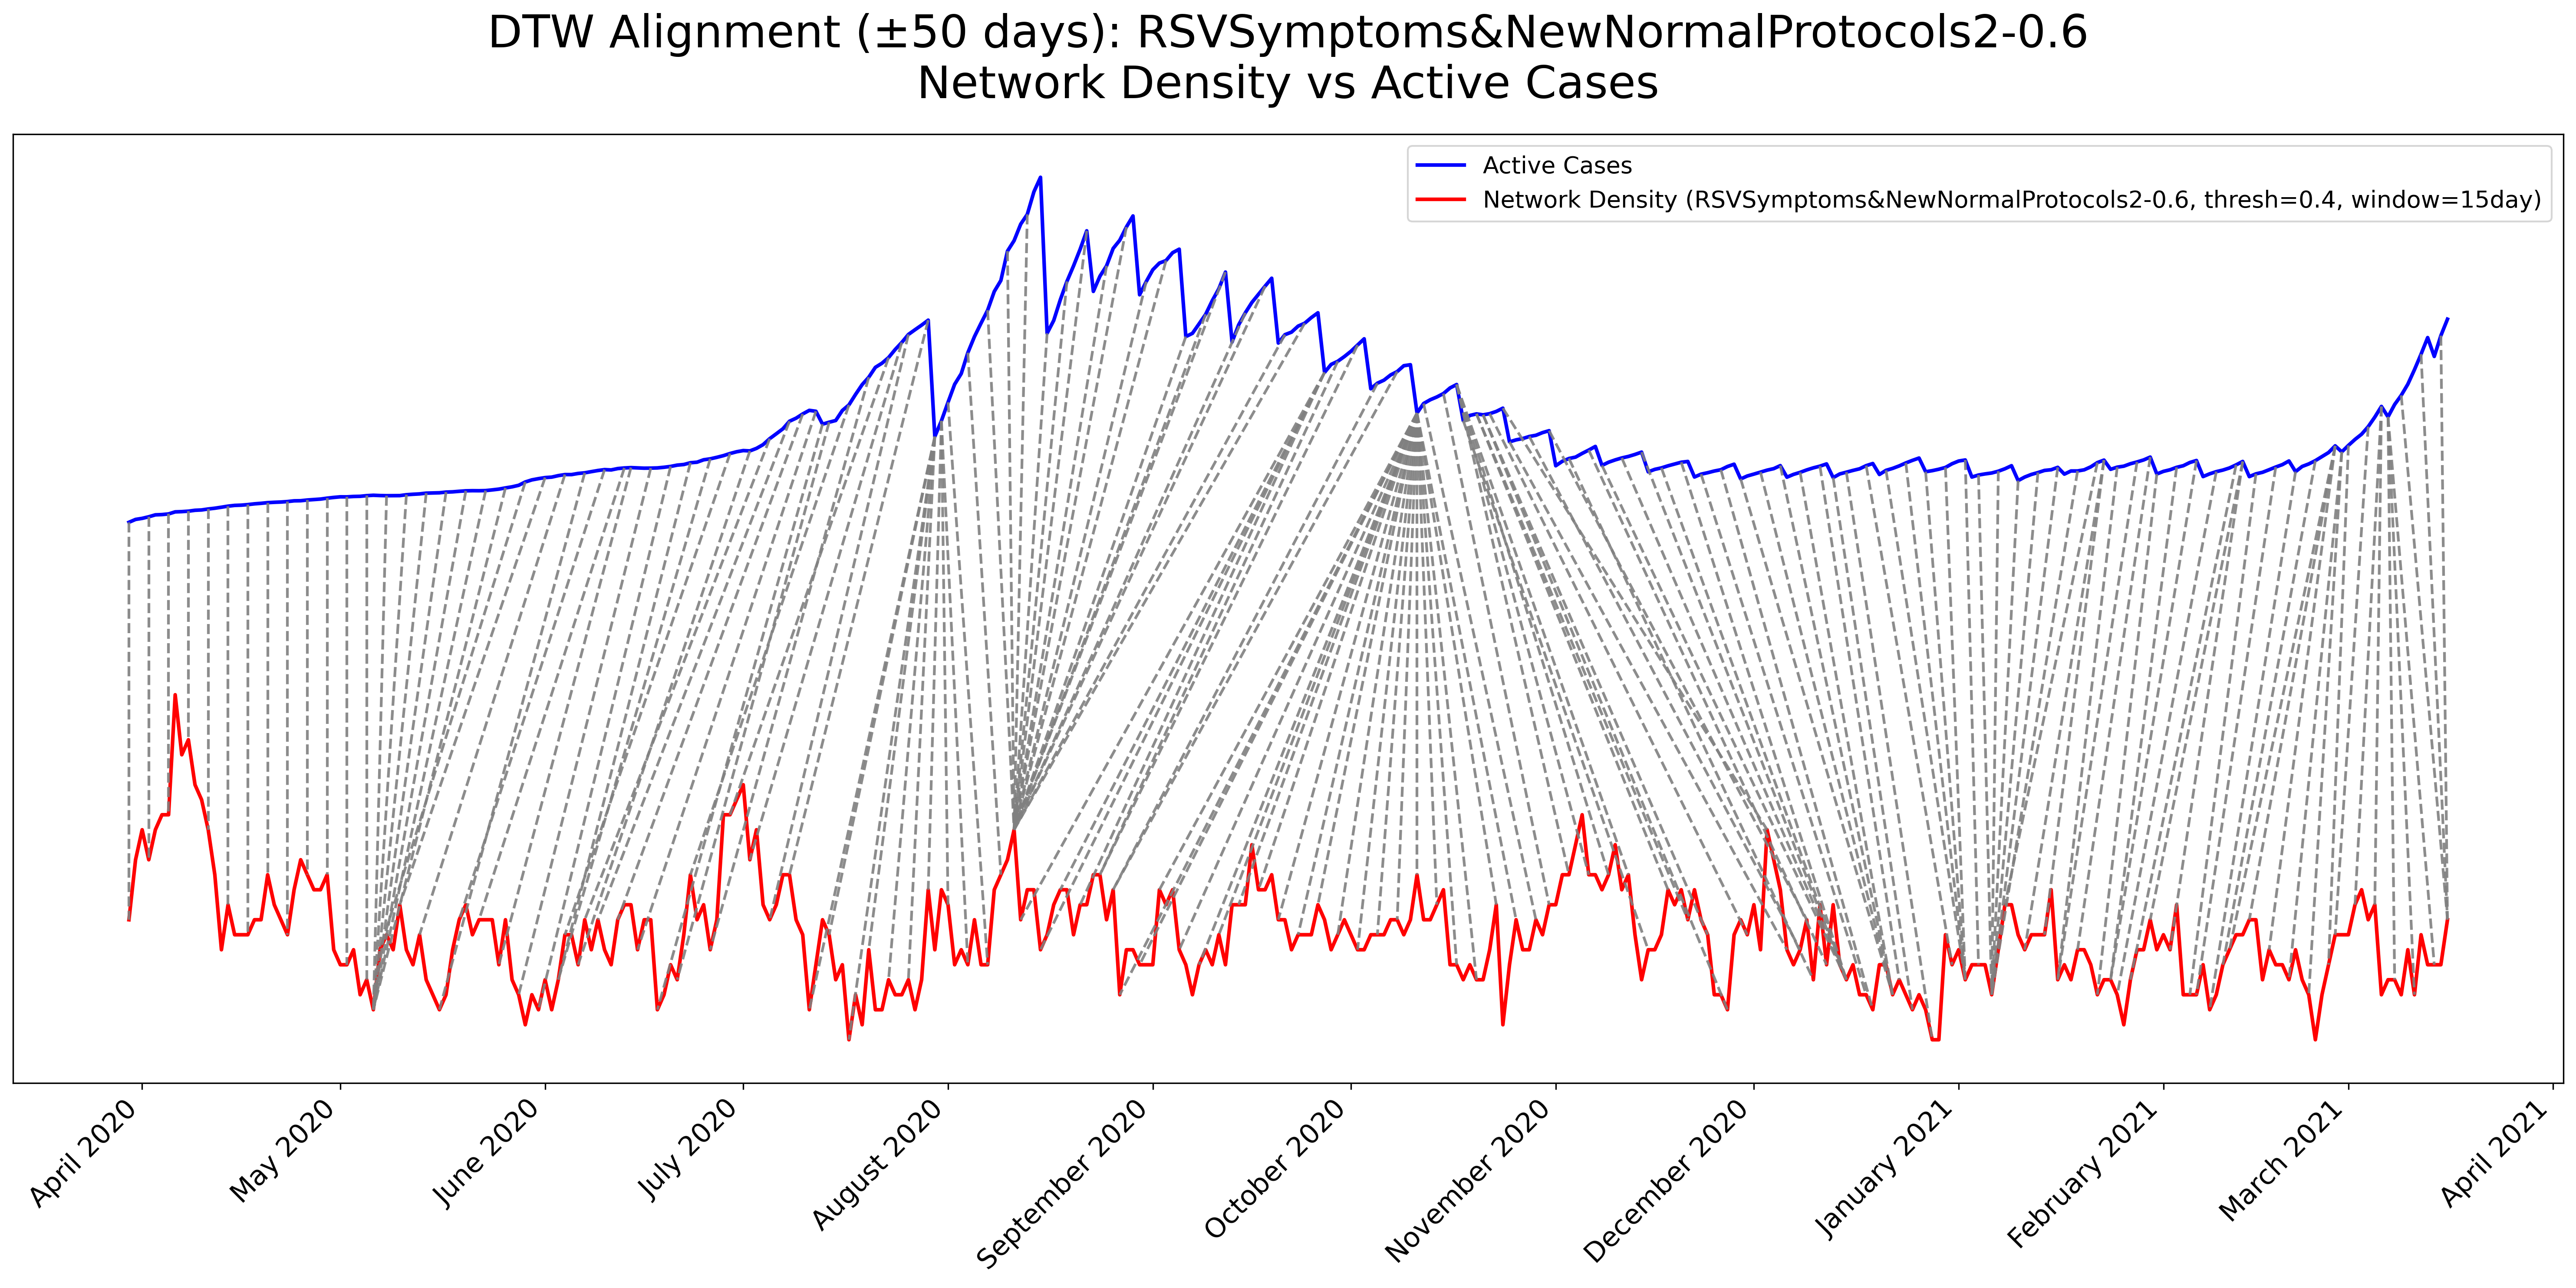 DTW Alignment (±50 days): RSVSymptoms&NewNormalProtocols2-0.6
Network Density vs Active Cases
Active Cases
Network Density (RSVSymptoms&NewNormalProtocols2-0.6, thresh=0.4, window=15day)
April 2020
May 2020
June 2020
July 2020
August 2020
September 2020
October 2020
November 2020
December 2020
January 2021
February 2021
March 2021
April 2021